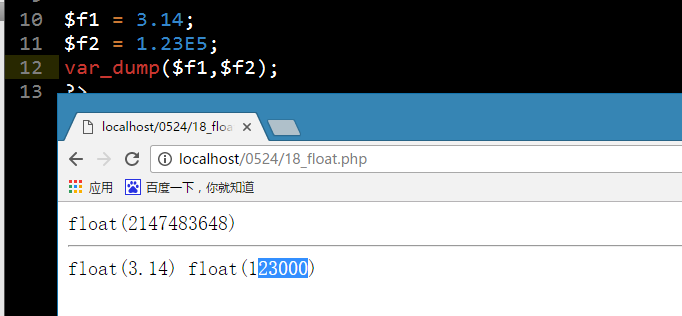 10 $f1 = 3.14;
11 $f2 = 1.23E5;
12 var_dump($f1,$f2);
13 ?>
localhost/0524/18_floa
localhost/0524/18_float.php
应用 百度一下，你就知道
float(2147483648)
float(3.14) float(123000)